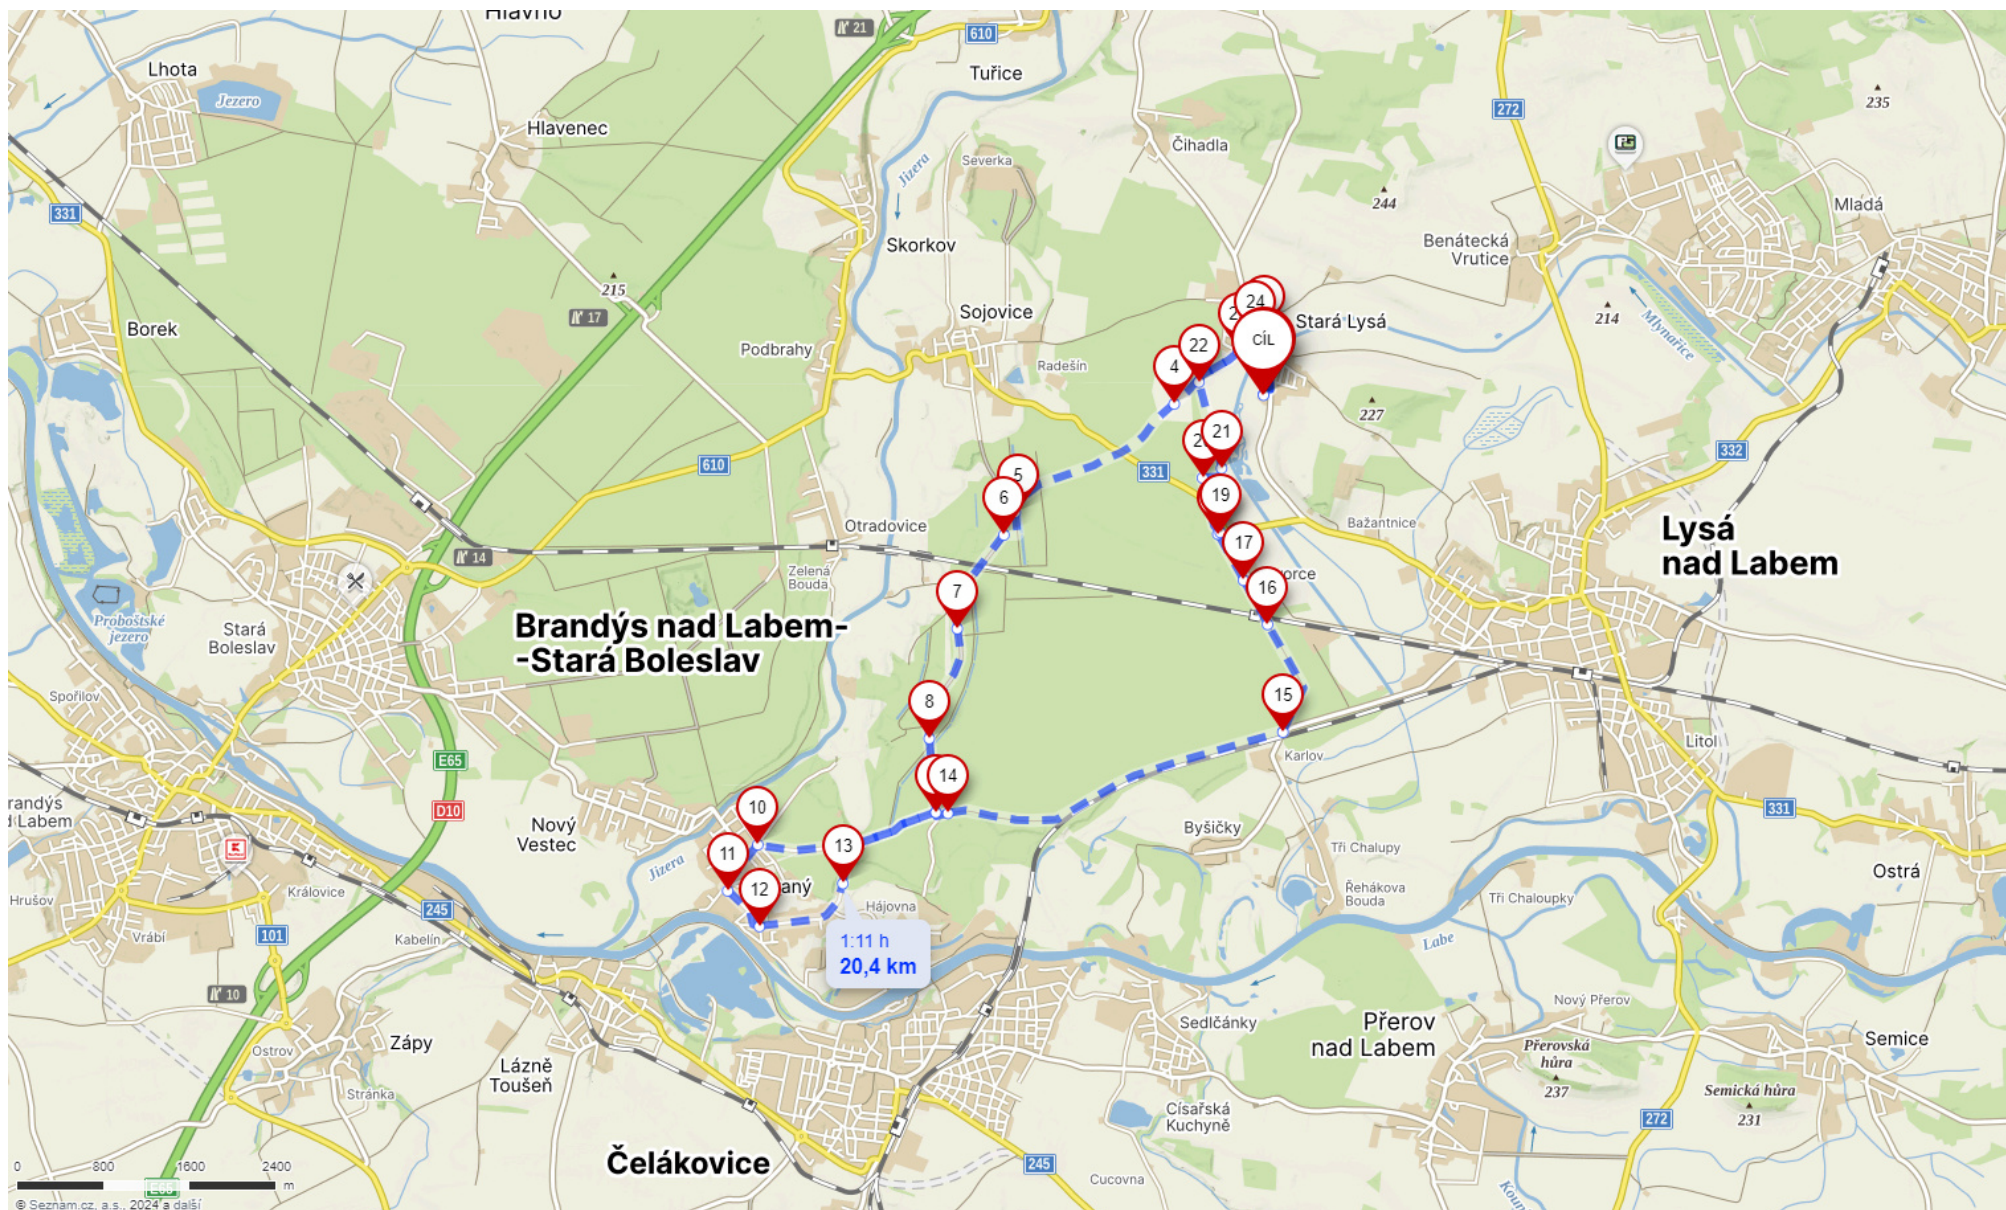 Hlavno
21
610
Lhota
Tuřice
Jezero
235
272
Hlavenec
Čihadla
Jizera
Severka
244
Mladá
331
Skorkov
Benátecká
Vrutice
215
24
2
17
Sojovice
Stará Lysá
214
Mlynařice
Borek
CÍL
22
Podbrahy
Radešín
4
227
21
2
332
610
331
5
6
19
Otradovice
Bažantnice
Lysá
nad Labem
14
17
Zelená
Bouda
orce
16
7
Proboštské
jezero
Stará
Boleslav
Brandýs nad Labem-
-Stará Boleslav
Spořilov
8
15
Litol
Karlov
E65
14
D10
10
331
Nový
Vestec
Byšičky
13
11
Tři Chalupy
Jizera
12
aný
Ostrá
Královice
Řehákova
Bouda
Hrušov
245
Hájovna
Tři Chaloupky
Vrábí
101
Kabelín
1:11 h
20,4 km
Labe
10
Nový Přerov
Sedlčánky
Přerov
nad Labem
Zápy
Semice
Ostrov
Přerovská
hůra
237
Lázně
Toušeň
Stránka
Semická hůra
231
Císařská
Kuchyně
272
Čelákovice
245
Cucovna
0 800 1600 2400
m
E65
© Seznam.cz, a.s., 2024 a další